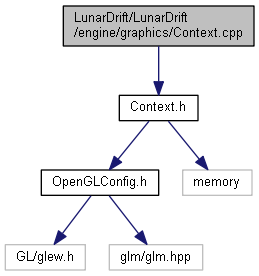 LunarDrift/LunarDrift
/engine/graphics/Context.cpp
Context.h
OpenGLConfig.h
memory
GL/glew.h
glm/glm.hpp